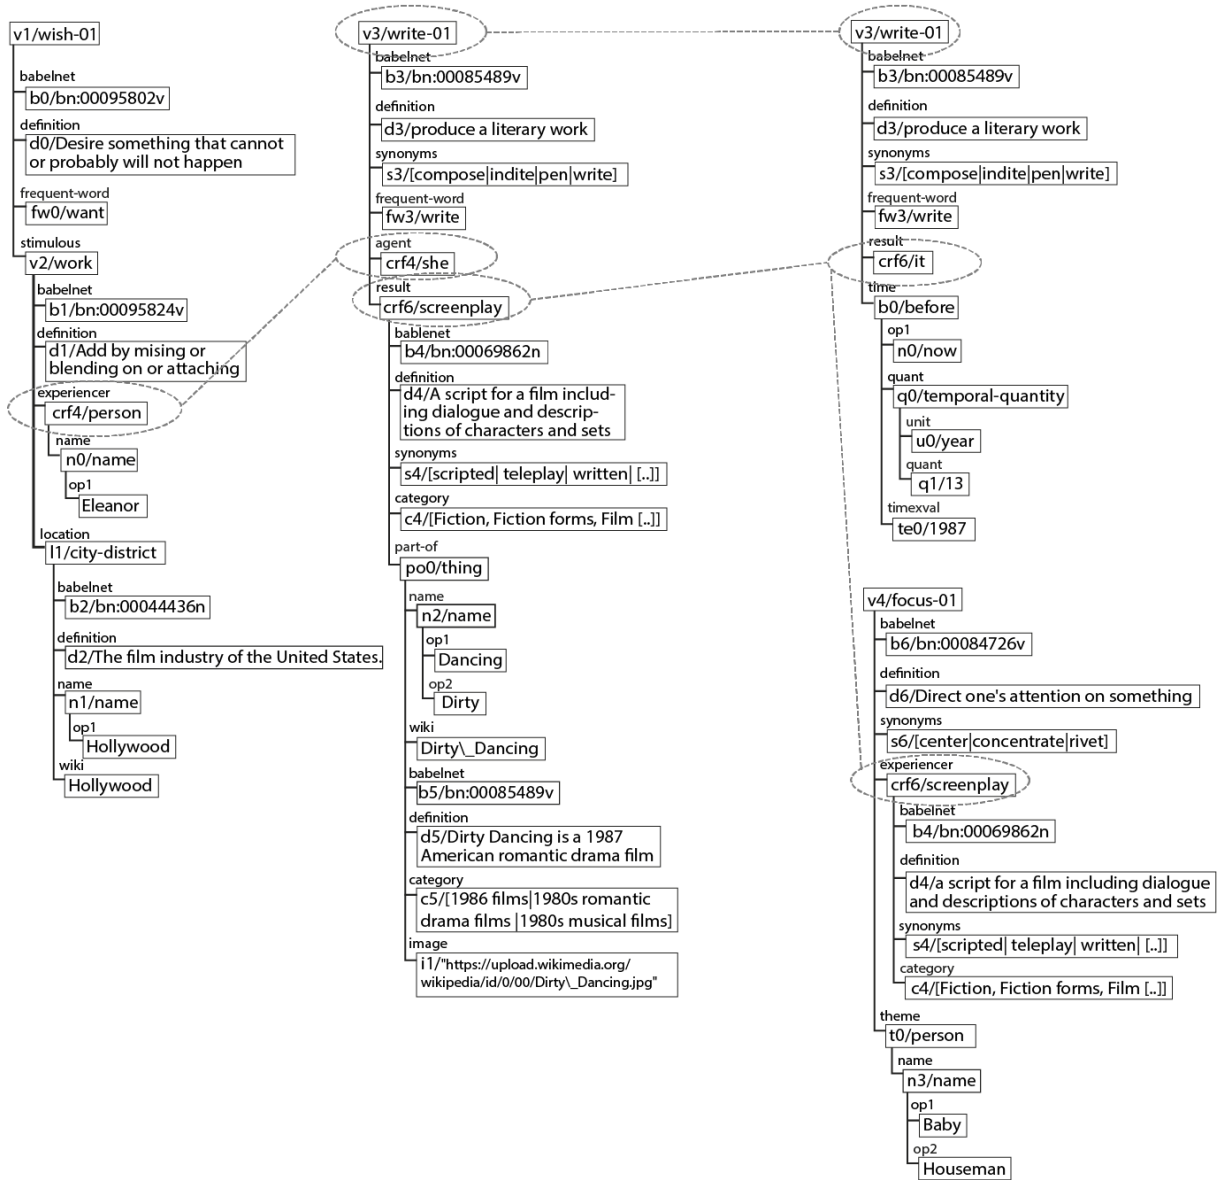 v1/wish-01
babelnet
b0/bn:00095802v
definition
d0/Desire something that cannot
or probably will not happen
frequent-word
fw0/want
stimulous
v2/work
babelnet
b1/bn:00095824v
definition
d1/Add by mising or
blending on or attaching
experiencer
crf4/person
name
n0/name
op1
Eleanor
location
l1/city-district
babelnet
b2/bn:00044436n
definition
d2/The film industry of the United States.
name
n1/name
op1
Hollywood
wiki
Hollywood
v3/write-01
babelnet
b3/bn:00085489v
definition
d3/produce a literary work
synonyms
s3/[compose|indite|pen|write]
frequent-word
fw3/write
agent
crf4/she
result
crf6/screenplay
bablenet
b4/bn:00069862n
definition
d4/A script for a film includ-
ing dialogue and descrip-
tions of characters and sets
synonyms
s4/[scripted| teleplay| written| [..]]
category
c4/[Fiction, Fiction forms, Film [..]]
part-of
po0/thing
name
n2/name
op1
Dancing
op2
Dirty
wiki
Dirty\_Dancing
babelnet
b5/bn:00085489v
definition
d5/Dirty Dancing is a 1987
American romantic drama film
category
c5/[1986 films|1980s romantic
drama films |1980s musical films]
image
i1/"https://upload.wikimedia.org/
wikipedia/id/0/00/Dirty\_Dancing.jpg"
v3/write-01
babelnet
b3/bn:00085489v
definition
d3/produce a literary work
synonyms
s3/[compose|indite|pen|write]
frequent-word
fw3/write
result
crf6/it
time
b0/before
op1
n0/now
quant
q0/temporal-quantity
unit
u0/year
quant
q1/13
timexval
te0/1987
v4/focus-01
babelnet
b6/bn:00084726v
definition
d6/Direct one's attention on something
synonyms
s6/[center|concentrate|rivet]
experiencer
crf6/screenplay
babelnet
b4/bn:00069862n
definition
d4/a script for a film including dialogue
and descriptions of characters and sets
synonyms
s4/[scripted| teleplay| written| [..]]
category
c4/[Fiction, Fiction forms, Film [..]]
theme
t0/person
name
n3/name
op1
Baby
op2
Houseman